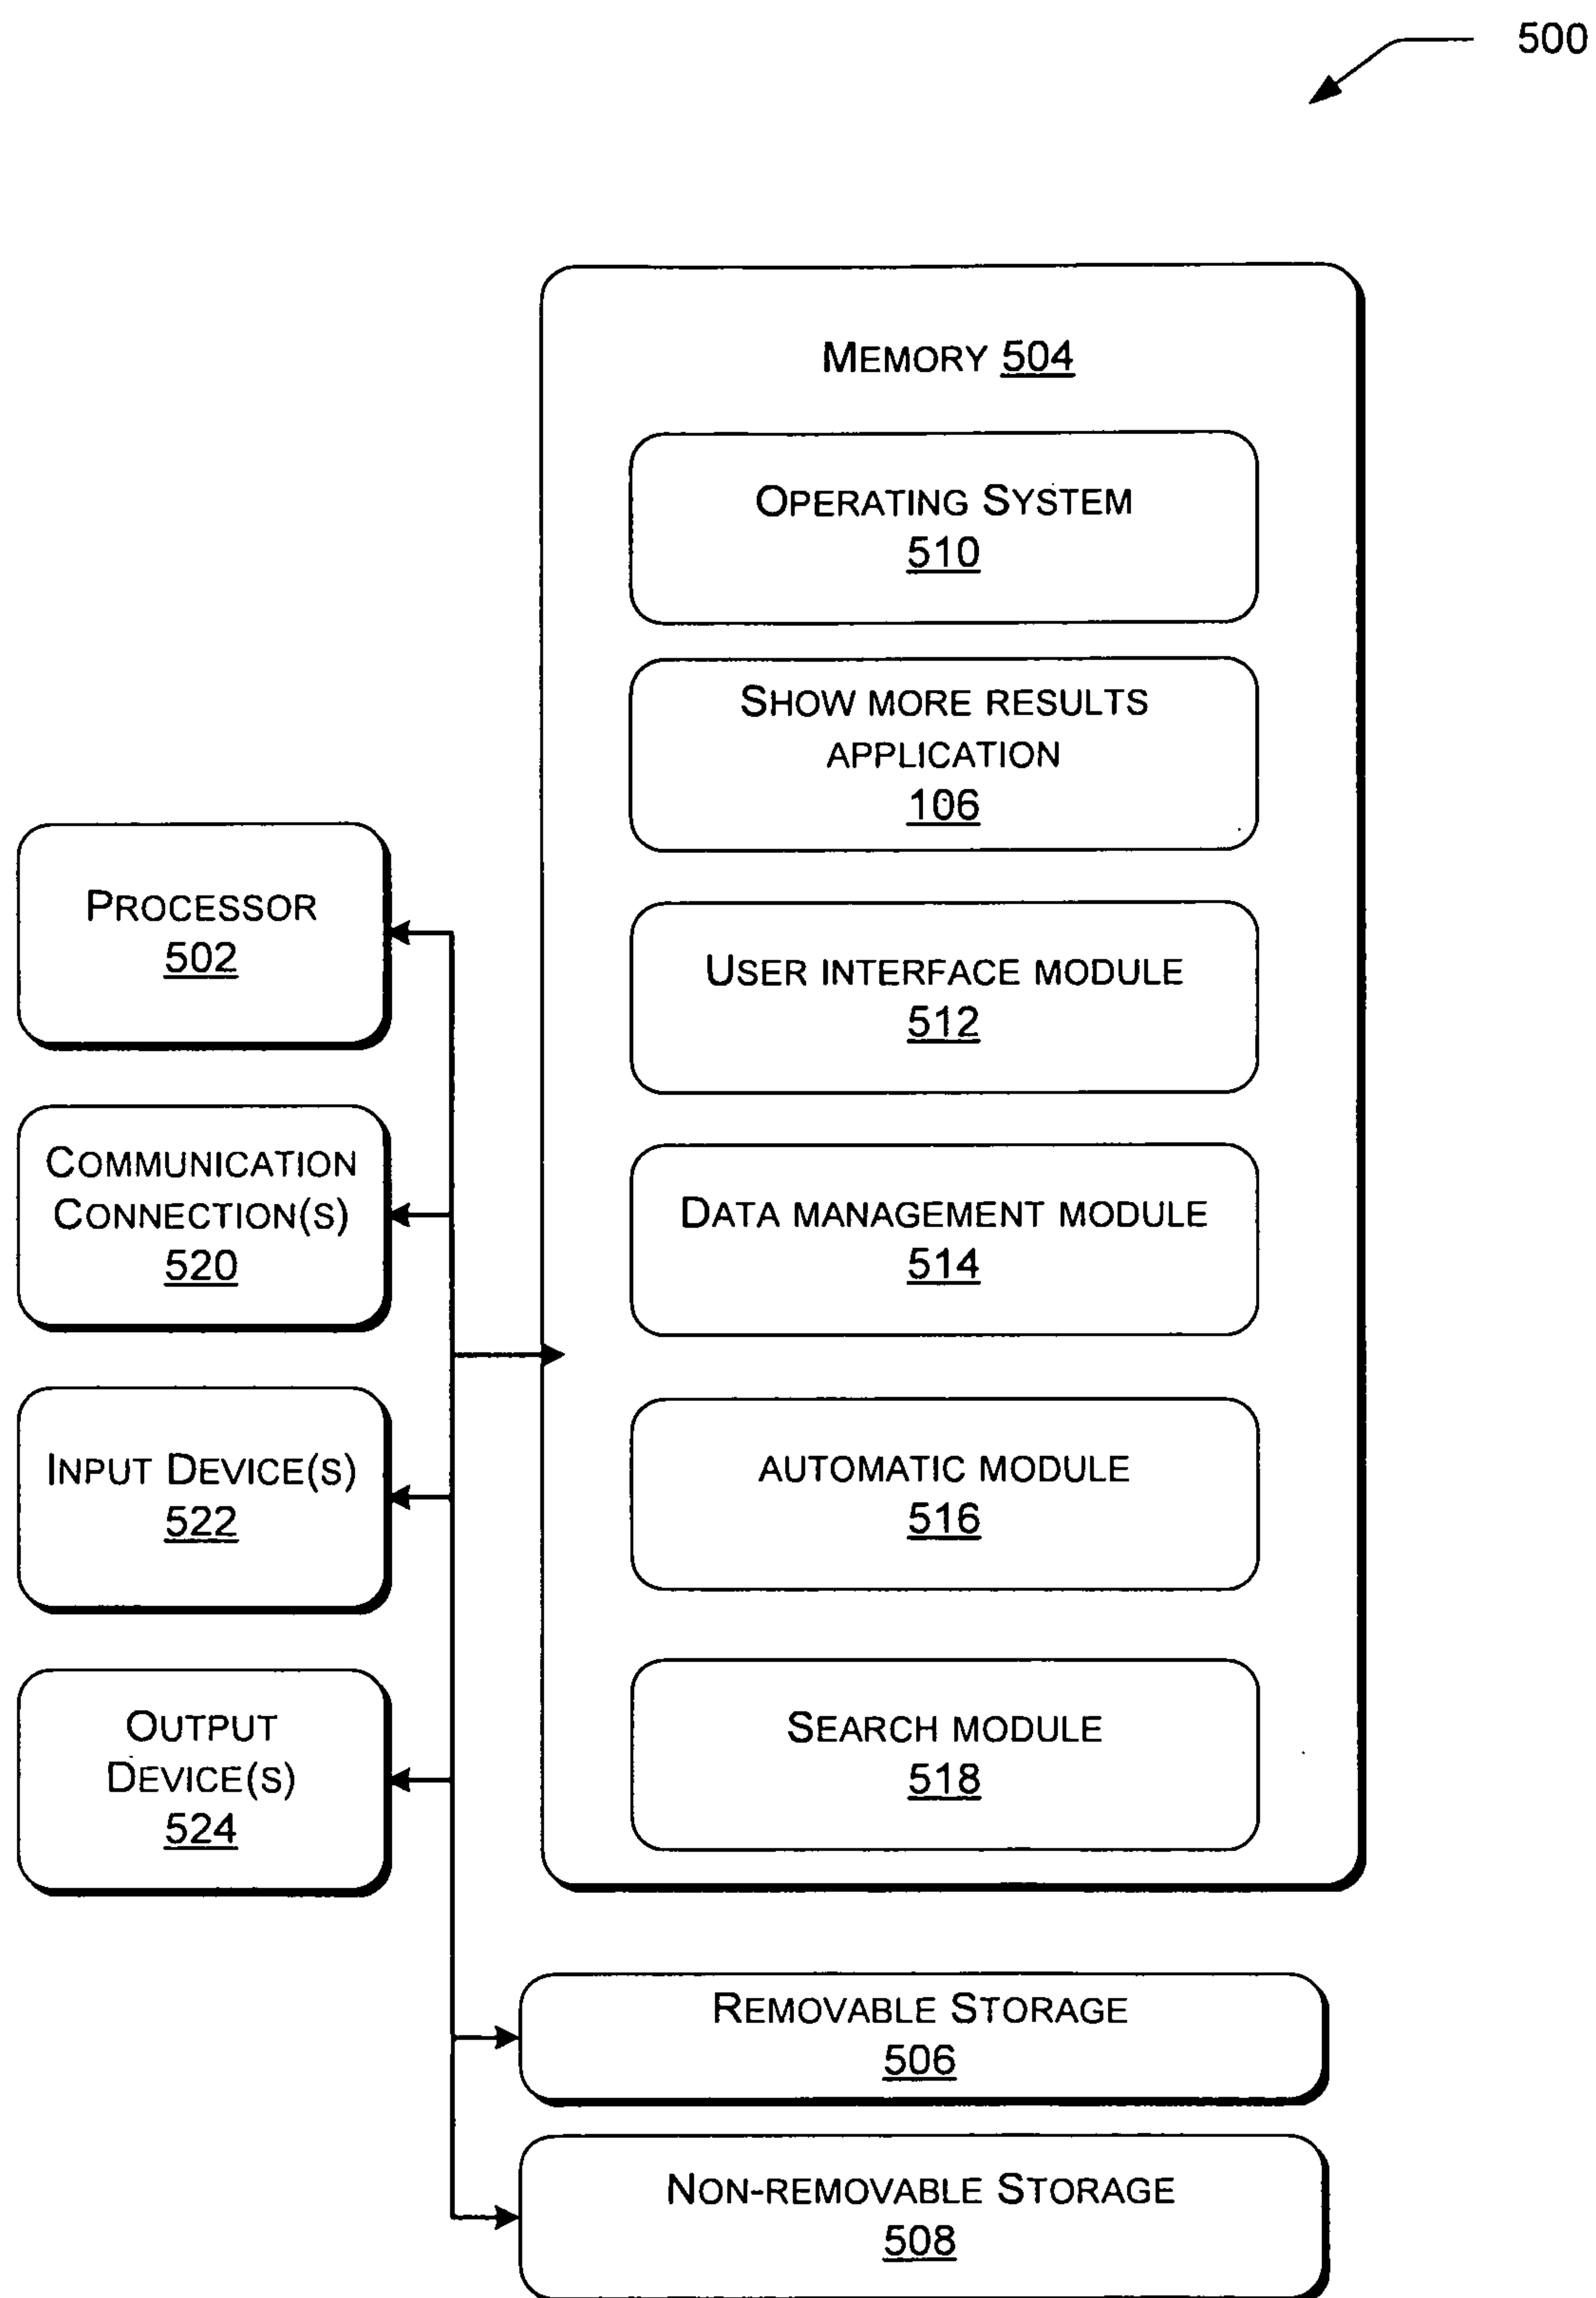 500
MEMORY 504
OPERATING SYSTEM
510
SHOW MORE RESULTS
APPLICATION
106
USER INTERFACE MODULE
512
DATA MANAGEMENT MODULE
514
AUTOMATIC MODULE
516
SEARCH MODULE
518
PROCESSOR
502
COMMUNICATION
CONNECTION(S)
520
INPUT DEVICE(S)
522
OUTPUT
DEVICE(S)
524
REMOVABLE STORAGE
506
NON-REMOVABLE STORAGE
508